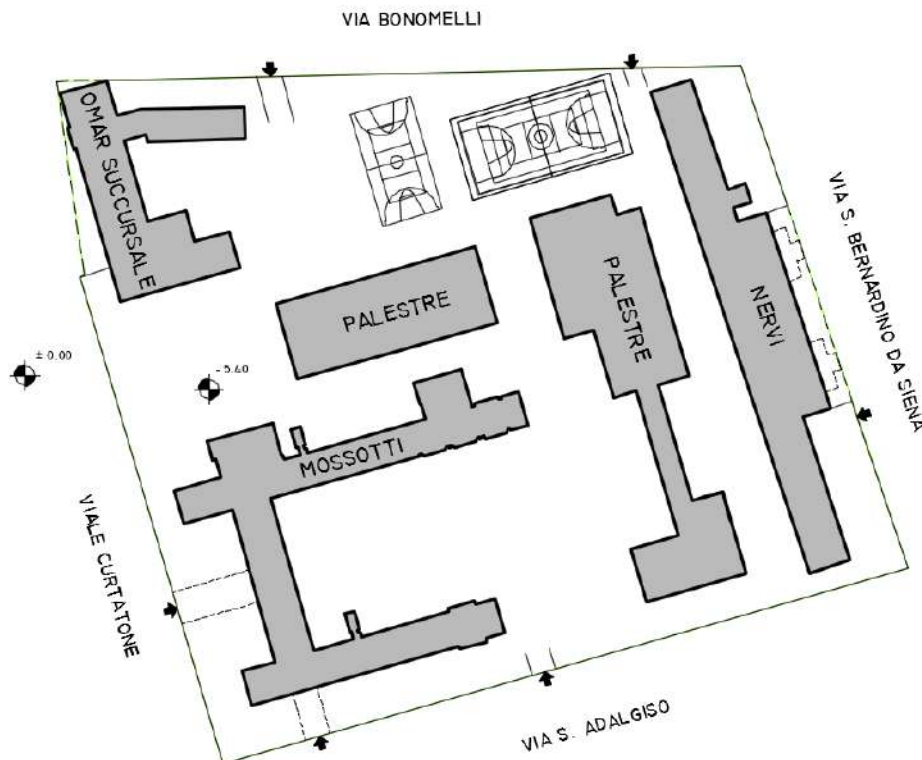 VIA BONOMELLI
OMAR SUCCURSALE
VIA S. BERNARDINO DA SIENA
PALESTRE
PALESTRE
NERVI
± 0.00
- 5.40
MOSSOTTI
VIALE CURTATONE
VIA S. ADALGISO